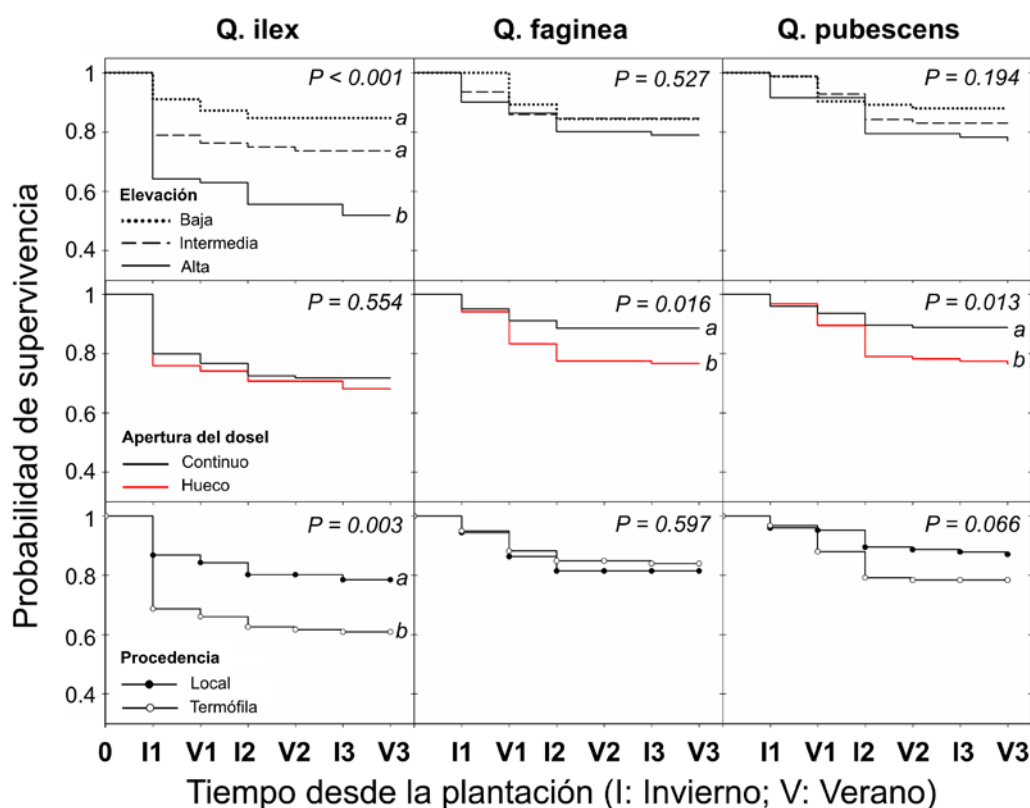 Q. ilex Q. faginea Q. pubescens
Probabilidad de supervivencia
1 P < 0.001 P = 0.527 P = 0.194
0.8 a
a
0.6 Elevación
Baja b
Intermedia
0.4 Alta
1 P = 0.554 P = 0.016 P = 0.013
a a
0.8 b b
0.6
Apertura del dosel
Continuo
0.4 Hueco
1 P = 0.003 P = 0.597 P = 0.066
0.8 a
0.6 b
Procedencia
Local
0.4 Termófila
0 I1 V1 I2 V2 I3 V3 I1 V1 I2 V2 I3 V3 I1 V1 I2 V2 I3 V3
Tiempo desde la plantación (I: Invierno; V: Verano)